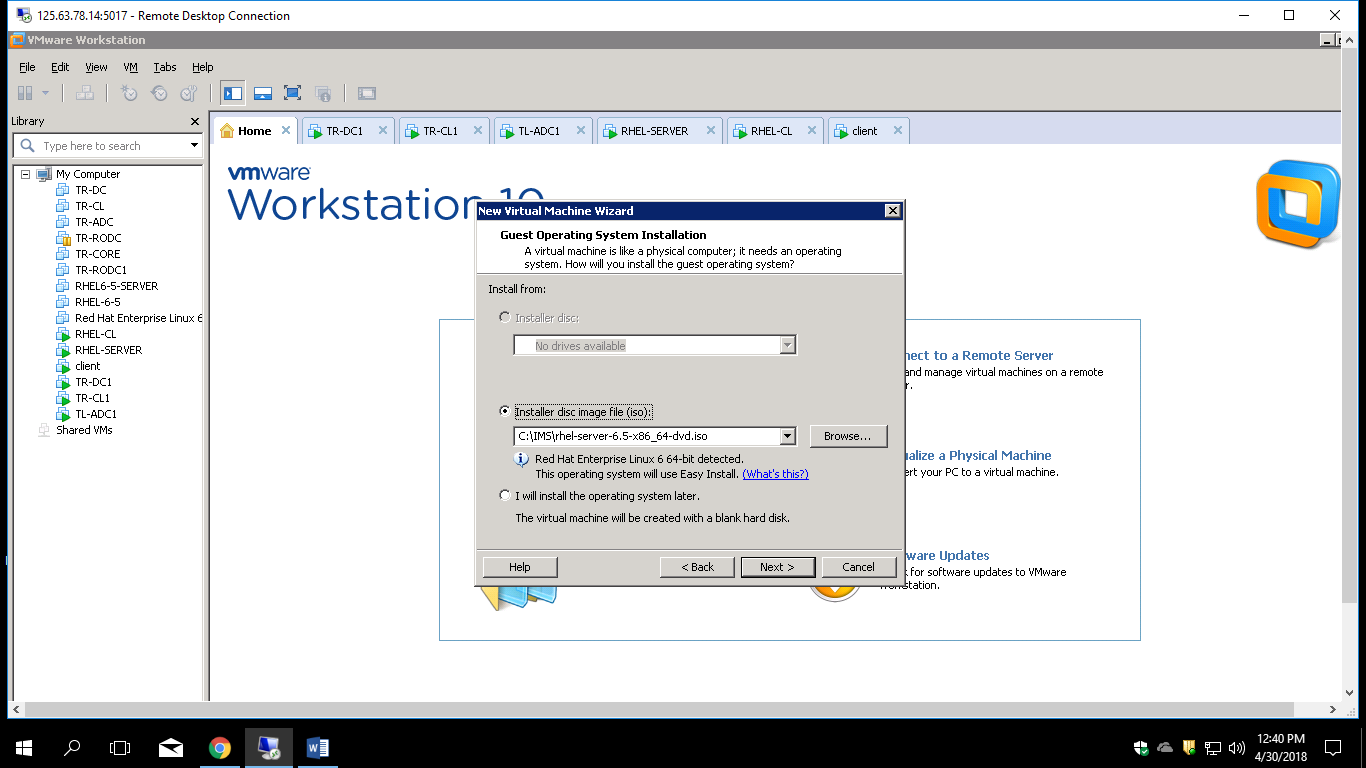 125.63.78.14:5017 - Remote Desktop Connection
VMware Workstation
File Edit View VM Tabs Help
Library
Type here to search
My Computer
TR-DC
TR-CL
TR-ADC
TR-RODC
TR-CORE
TR-RODC1
RHEL6-5-SERVER
RHEL-6-5
Red Hat Enterprise Linux 6
RHEL-CL
RHEL-SERVER
client
TR-DC1
TR-CL1
TL-ADC1
Shared VMs
Home TR-DC1 TR-CL1 TL-ADC1 RHEL-SERVER RHEL-CL client
vmware
Workstation 10
New Virtual Machine Wizard
Guest Operating System Installation
A virtual machine is like a physical computer; it needs an operating
system. How will you install the guest operating system?
Install from:
Installer disc:
No drives available
Installer disc image file (iso):
C:\IMS\rhel-server-6.5-x86_64-dvd.iso
Browse...
Red Hat Enterprise Linux 6 64-bit detected.
This operating system will use Easy Install. (What's this?)
I will install the operating system later.
The virtual machine will be created with a blank hard disk.
Help < Back Next > Cancel
nect to a Remote Server
and manage virtual machines on a remote
r.
alize a Physical Machine
ert your PC to a virtual machine.
ware Updates
k for software updates to VMware
12:40 PM
4/30/2018